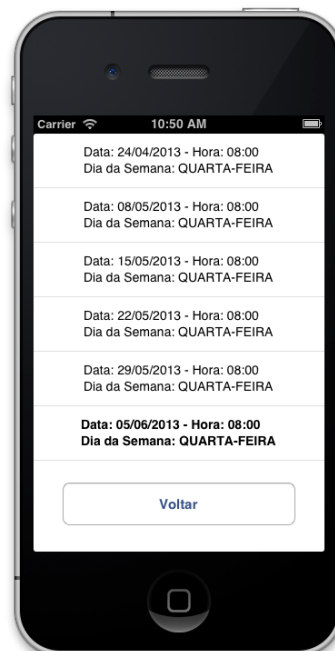 Carrier 10:50 AM
Data: 24/04/2013 - Hora: 08:00
Dia da Semana: QUARTA-FEIRA
Data: 08/05/2013 - Hora: 08:00
Dia da Semana: QUARTA-FEIRA
Data: 15/05/2013 - Hora: 08:00
Dia da Semana: QUARTA-FEIRA
Data: 22/05/2013 - Hora: 08:00
Dia da Semana: QUARTA-FEIRA
Data: 29/05/2013 - Hora: 08:00
Dia da Semana: QUARTA-FEIRA
Data: 05/06/2013 - Hora: 08:00
Dia da Semana: QUARTA-FEIRA
Voltar